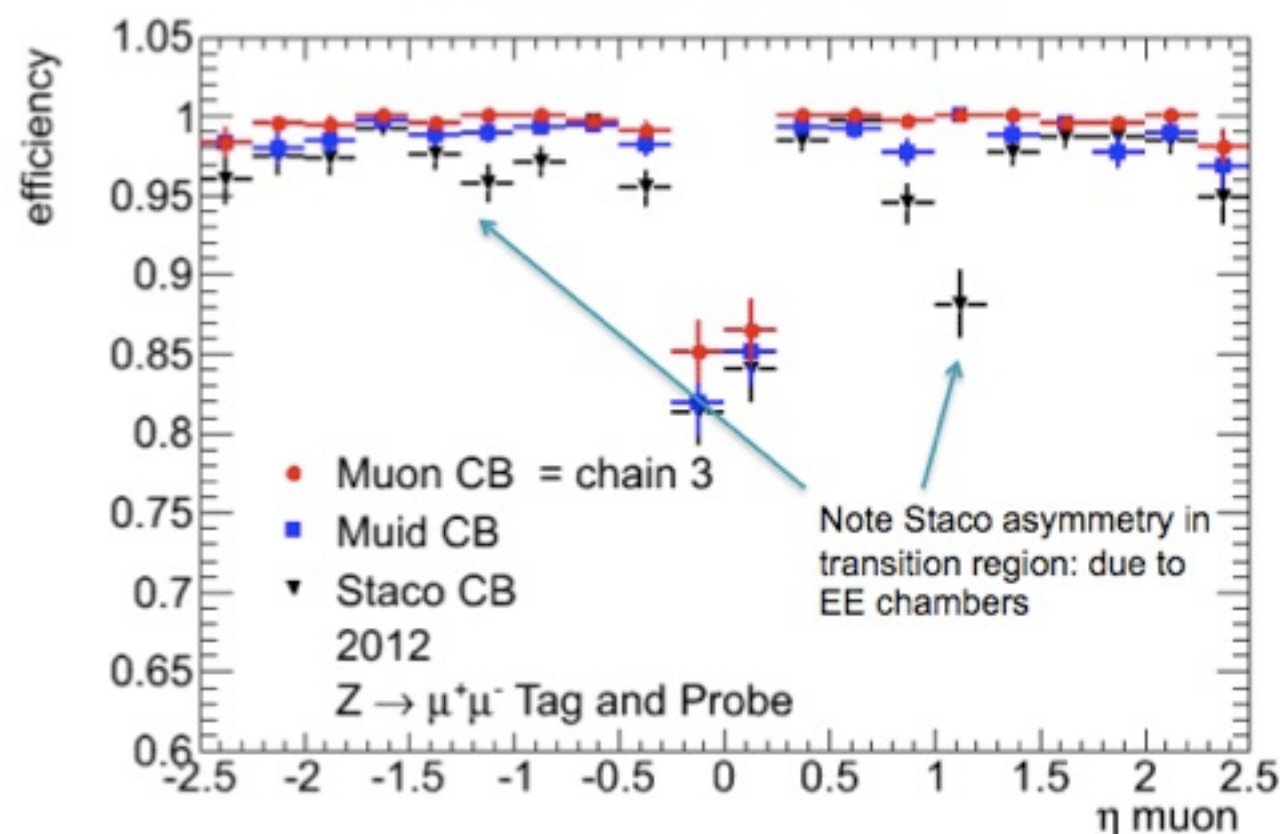 efficiency
1.05
1
0.95
0.9
0.85
0.8
0.75
0.7
0.65
0.6
Muon CB = chain 3
Muid CB
Staco CB
2012
Z → μ⁺μ⁻ Tag and Probe
Note Staco asymmetry in
transition region: due to
EE chambers
-2.5 -2 -1.5 -1 -0.5 0 0.5 1 1.5 2 2.5
η muon